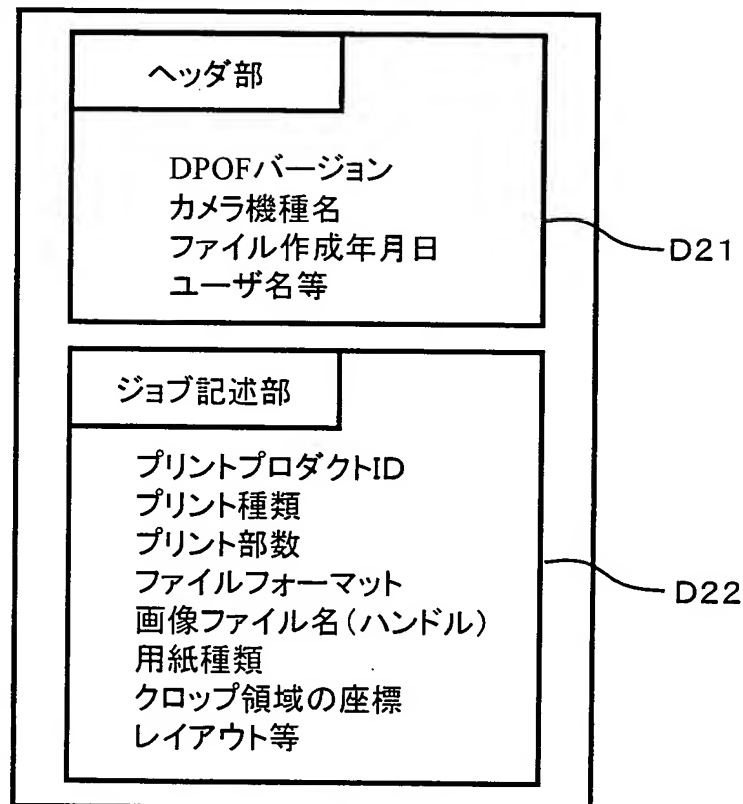 ヘッダ部
DPOFバージョン
カメラ機種名
ファイル作成年月日
ユーザ名等
D21
ジョブ記述部
プリントプロダクトID
プリント種類
プリント部数
ファイルフォーマット
画像ファイル名(ハンドル)
用紙種類
クロップ領域の座標
レイアウト等
D22